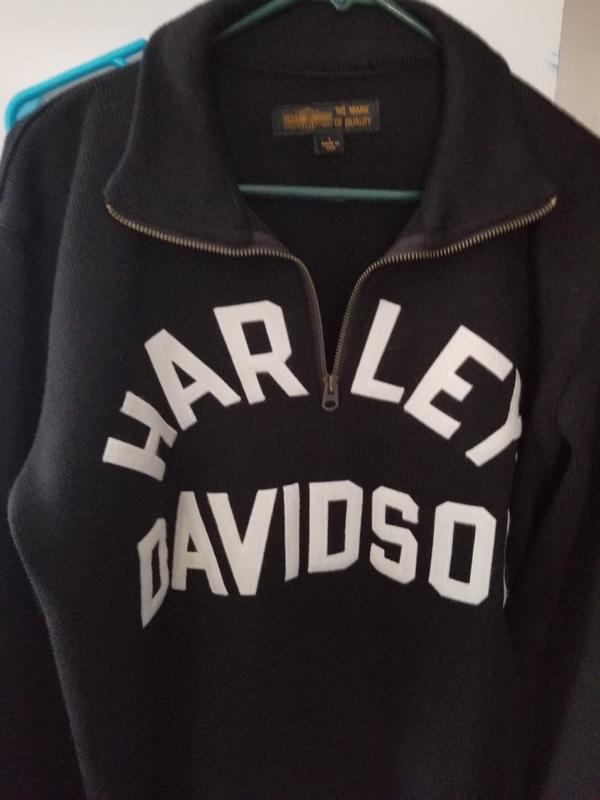 THE MARK
OF QUALITY
L
HARLEY
DAVIDSO